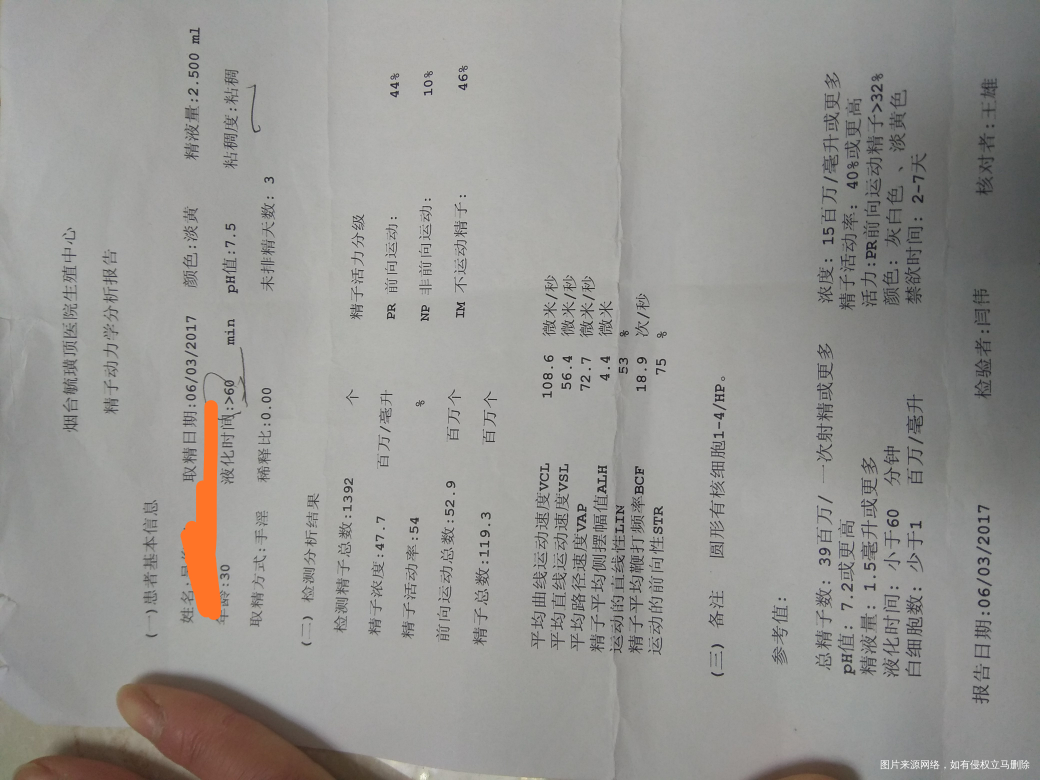 烟台毓璜顶医院生殖中心
精子动力学分析报告
(一)患者基本信息
姓名: 取精日期:06/03/2017 颜色:淡黄 精液量:2.500 ml
年龄:30 液化时间:>60 min pH值:7.5 粘稠度:粘稠
取精方式:手淫 稀释比:0.00 未排精天数: 3
(二) 检测分析结果
检测精子总数:1392 个 精子活力分级
精子浓度:47.7 百万/毫升 PR 前向运动: 44%
精子活动率:54 % NP 非前向运动: 10%
前向运动总数:52.9 百万个 IM 不运动精子: 46%
精子总数:119.3 百万个
平均曲线运动速度VCL 108.6 微米/秒
平均直线运动速度VSL 56.4 微米/秒
平均路径速度VAP 72.7 微米/秒
精子平均侧摆幅值ALH 4.4 微米
运动的直线性LIN 53 %
精子平均鞭打频率BCF 18.9 次/秒
运动的前向性STR 75 %
(三) 备注 圆形有核细胞1-4/HP。
参考值:
总精子数: 39百万/ 一次射精或更多 浓度: 15百万/毫升或更多
pH值: 7.2或更高 精子活动率: 40%或更高
精液量: 1.5毫升或更多 活力:PR前向运动精子>32%
液化时间: 小于60 分钟 颜色: 灰白色 、淡黄色
白细胞数: 少于1 百万/毫升 禁欲时间: 2-7天
报告日期:06/03/2017 检验者:闫伟 核对者:王雄
图片来源网络，如有侵权立马删除